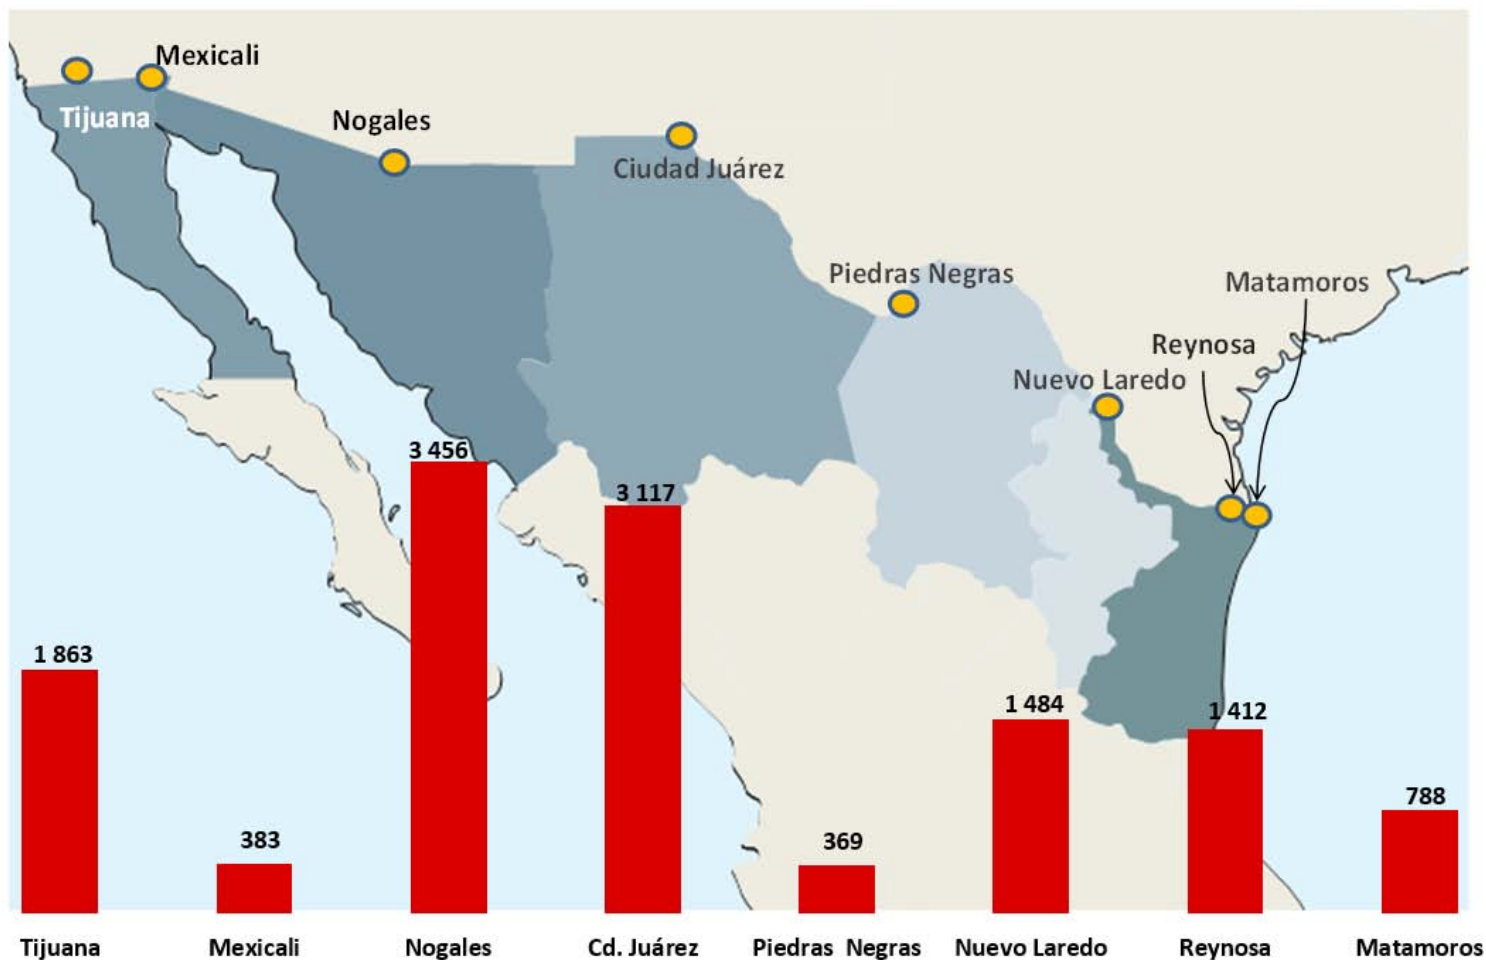 Mexicali
Tijuana
Nogales
Ciudad Juárez
Piedras Negras
Matamoros
Reynosa
Nuevo Laredo
3 456
3 117
1 863
1 484
1 412
788
383
369
Tijuana Mexicali Nogales Cd. Juárez Piedras Negras Nuevo Laredo Reynosa Matamoros